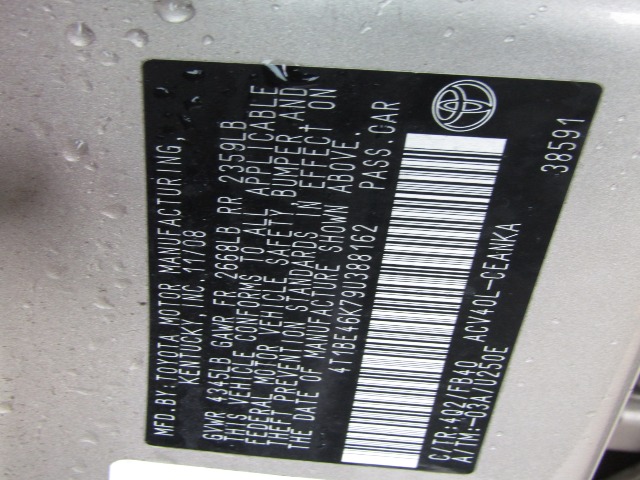 MFD.BY: TOYOTA MOTOR MANUFACTURING,
KENTUCKY, INC. 11/08
GVWR 4345LB GAWR FR 2668LB RR 2359LB
THIS VEHICLE CONFORMS TO ALL APPLICABLE
FEDERAL MOTOR VEHICLE SAFETY, BUMPER, AND
THEFT PREVENTION STANDARDS IN EFFECT ON
THE DATE OF MANUFACTURE SHOWN ABOVE.
4T1BE46K79U388162 PASS.CAR
C/TR:4Q2/FB40 ACV40L-CEANKA
A/TM:-03A/U250E
38591